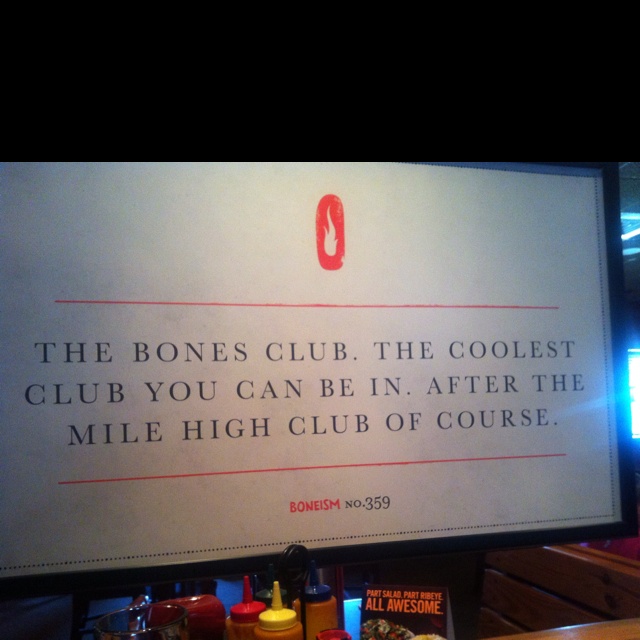 THE BONES CLUB. THE COOLEST
CLUB YOU CAN BE IN. AFTER THE
MILE HIGH CLUB OF COURSE.
BONEISM NO.359
PART SALAD. PART RIBEYE.
ALL AWESOME.